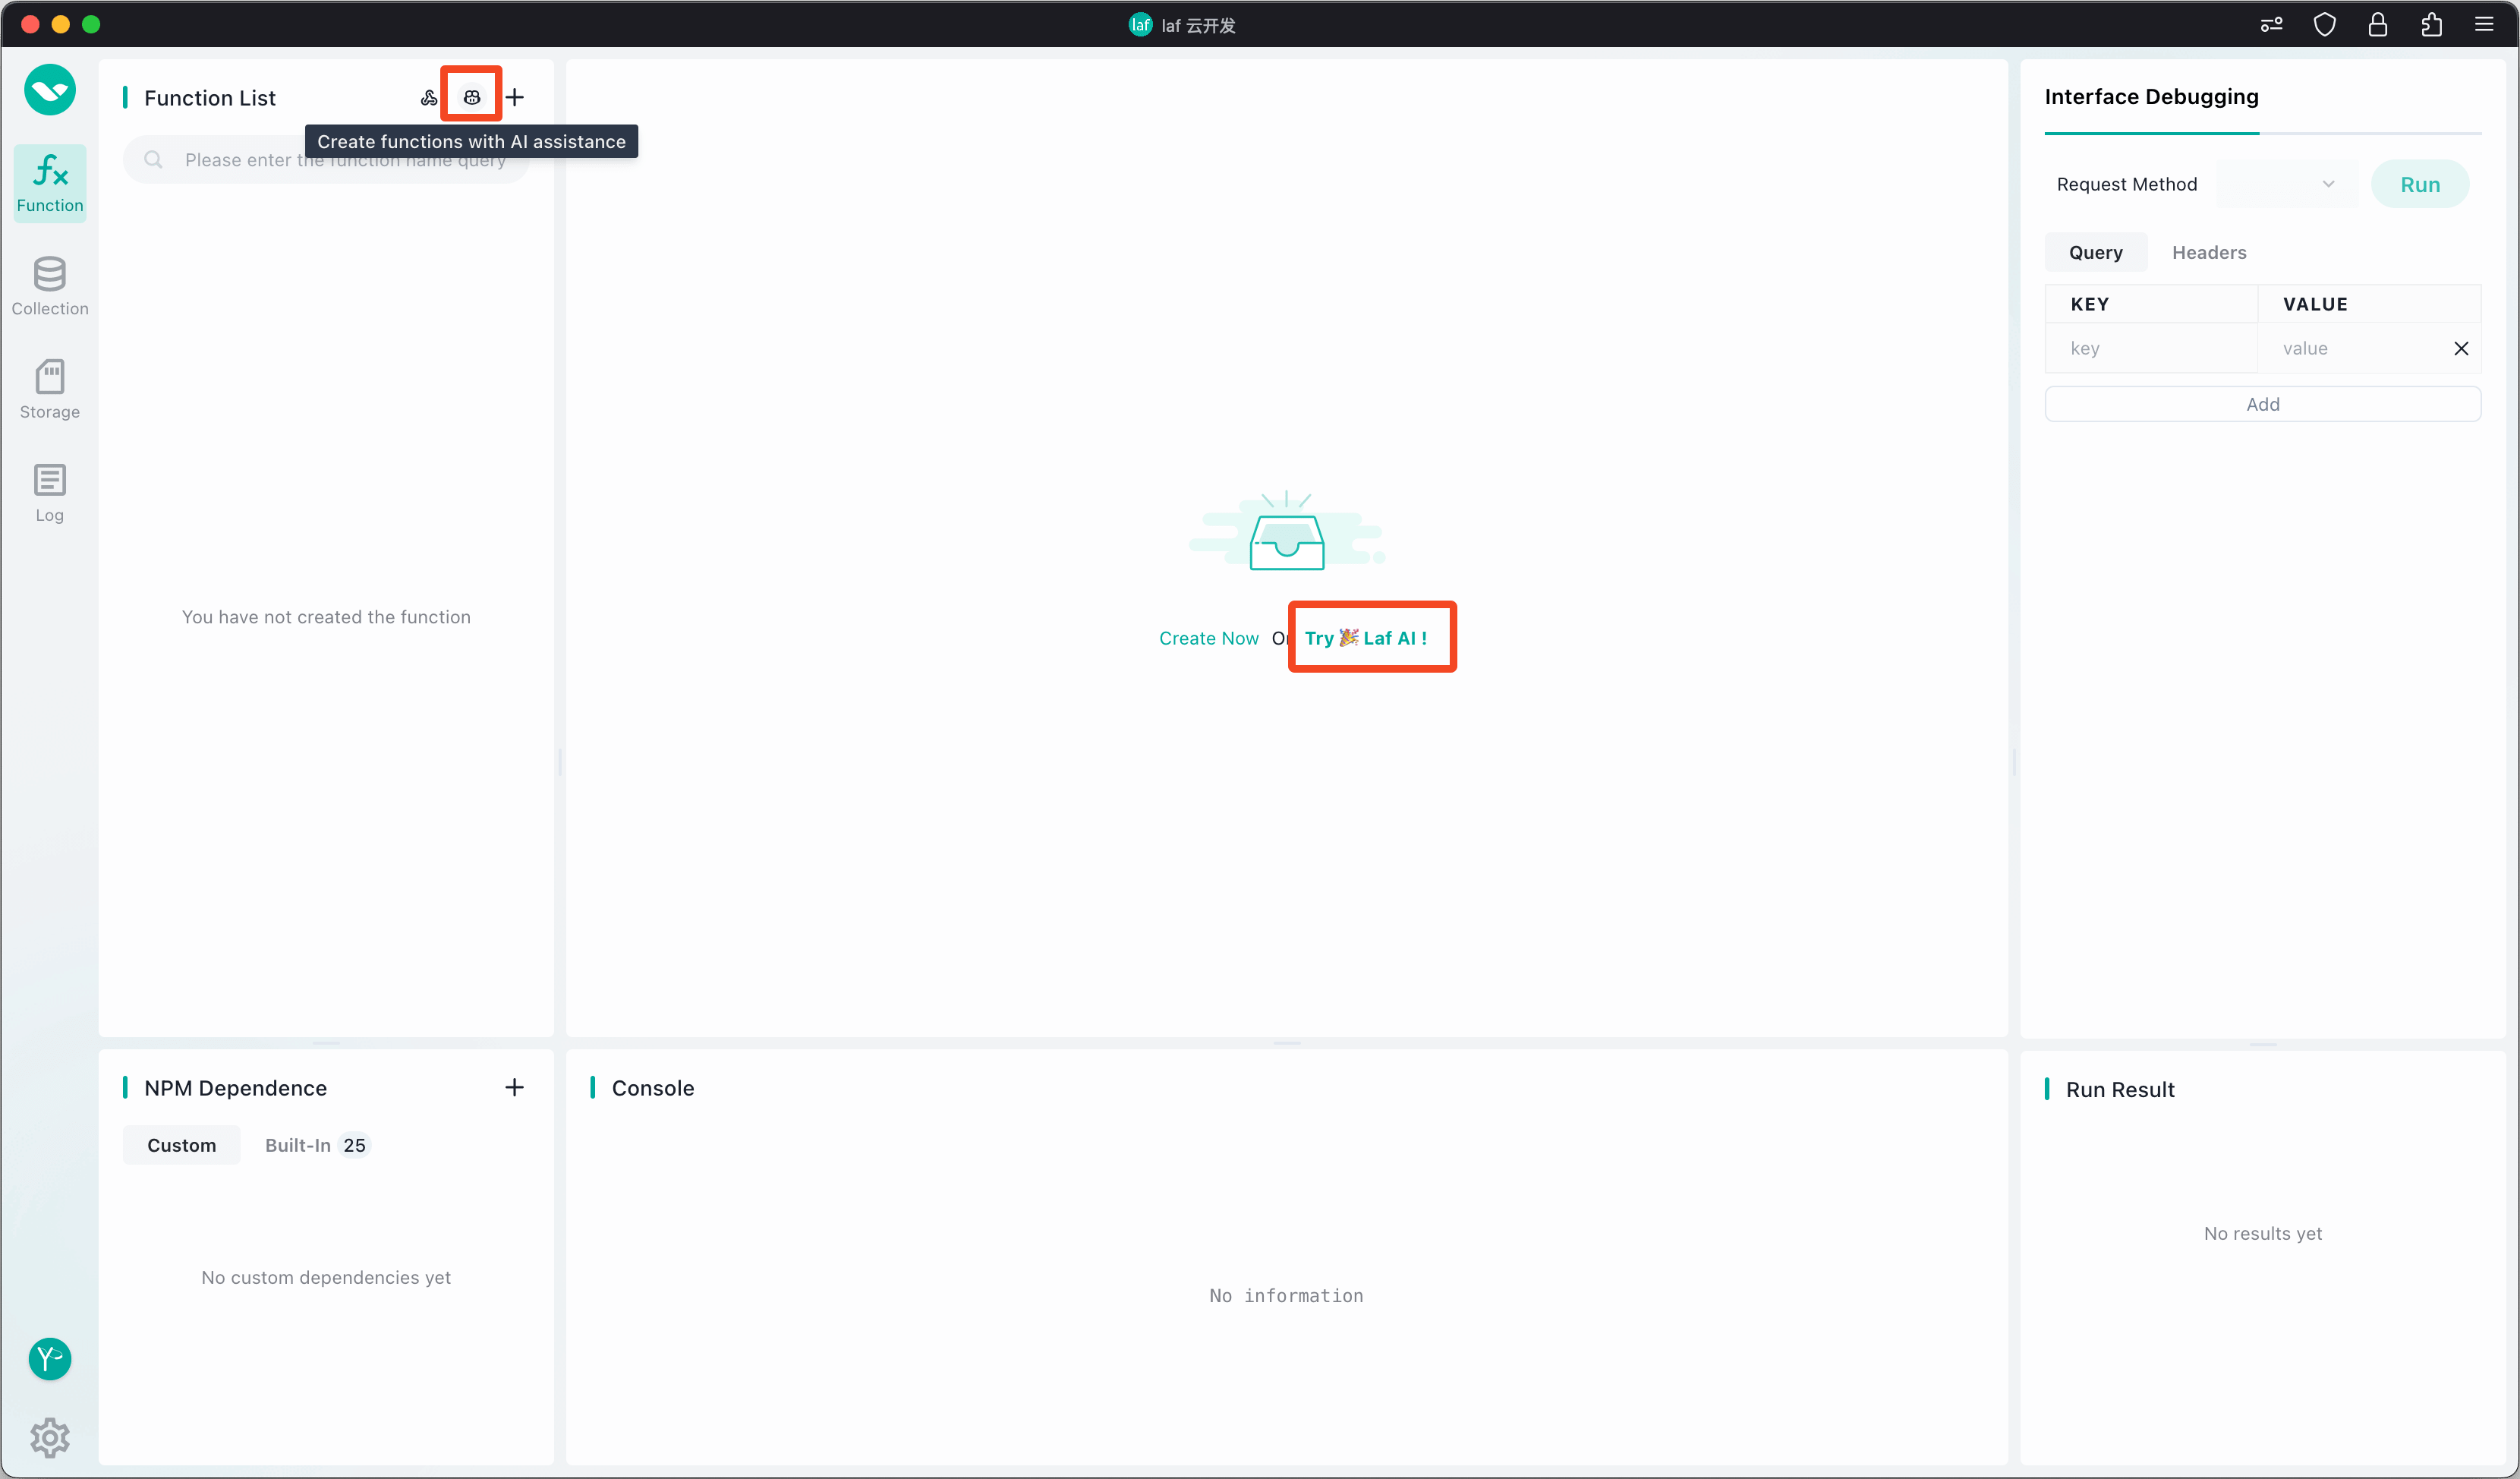 laf laf 云开发
Function List
Create functions with AI assistance
Please enter the function name query
Function
Collection
Storage
Log
You have not created the function
Create Now Or Try 🎉 Laf AI !
Interface Debugging
Request Method
Run
Query Headers
KEY VALUE
key value
Add
NPM Dependence
Custom Built-In 25
No custom dependencies yet
Console
No information
Run Result
No results yet